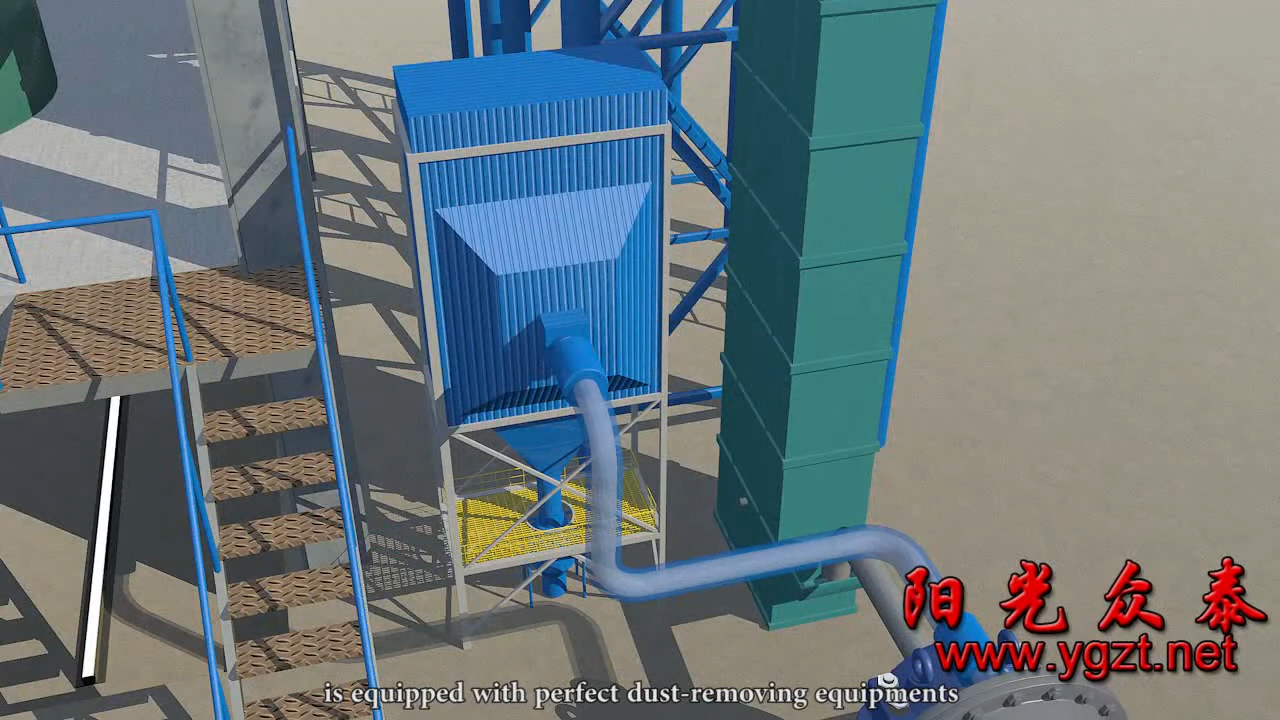 阳光众泰
www.ygzt.net
is equipped with perfect dust-removing equipments